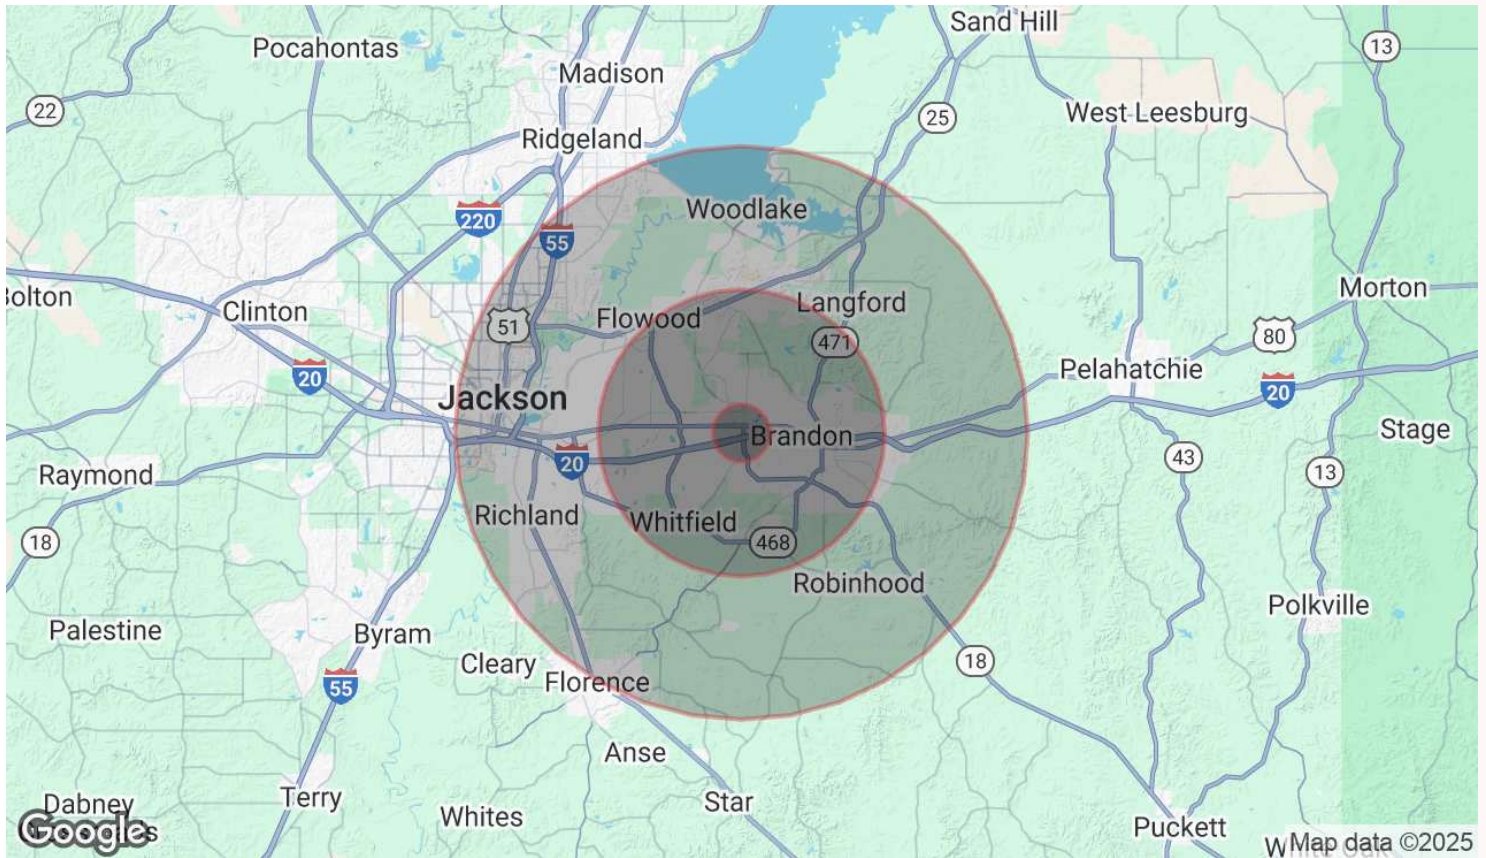 Sand Hill
Pocahontas
13
Madison
22
West Leesburg
25
Ridgeland
Woodlake
220
55
Morton
Bolton
Langford
Clinton
Flowood
51
80
471
Pelahatchie
20
20
Jackson
Stage
Brandon
43
20
13
Raymond
Richland
Whitfield
18
468
Robinhood
Polkville
Palestine
Byram
18
Cleary
Florence
55
Anse
Terry
Star
Dabney
Whites
Puckett
Google
Map data ©2025